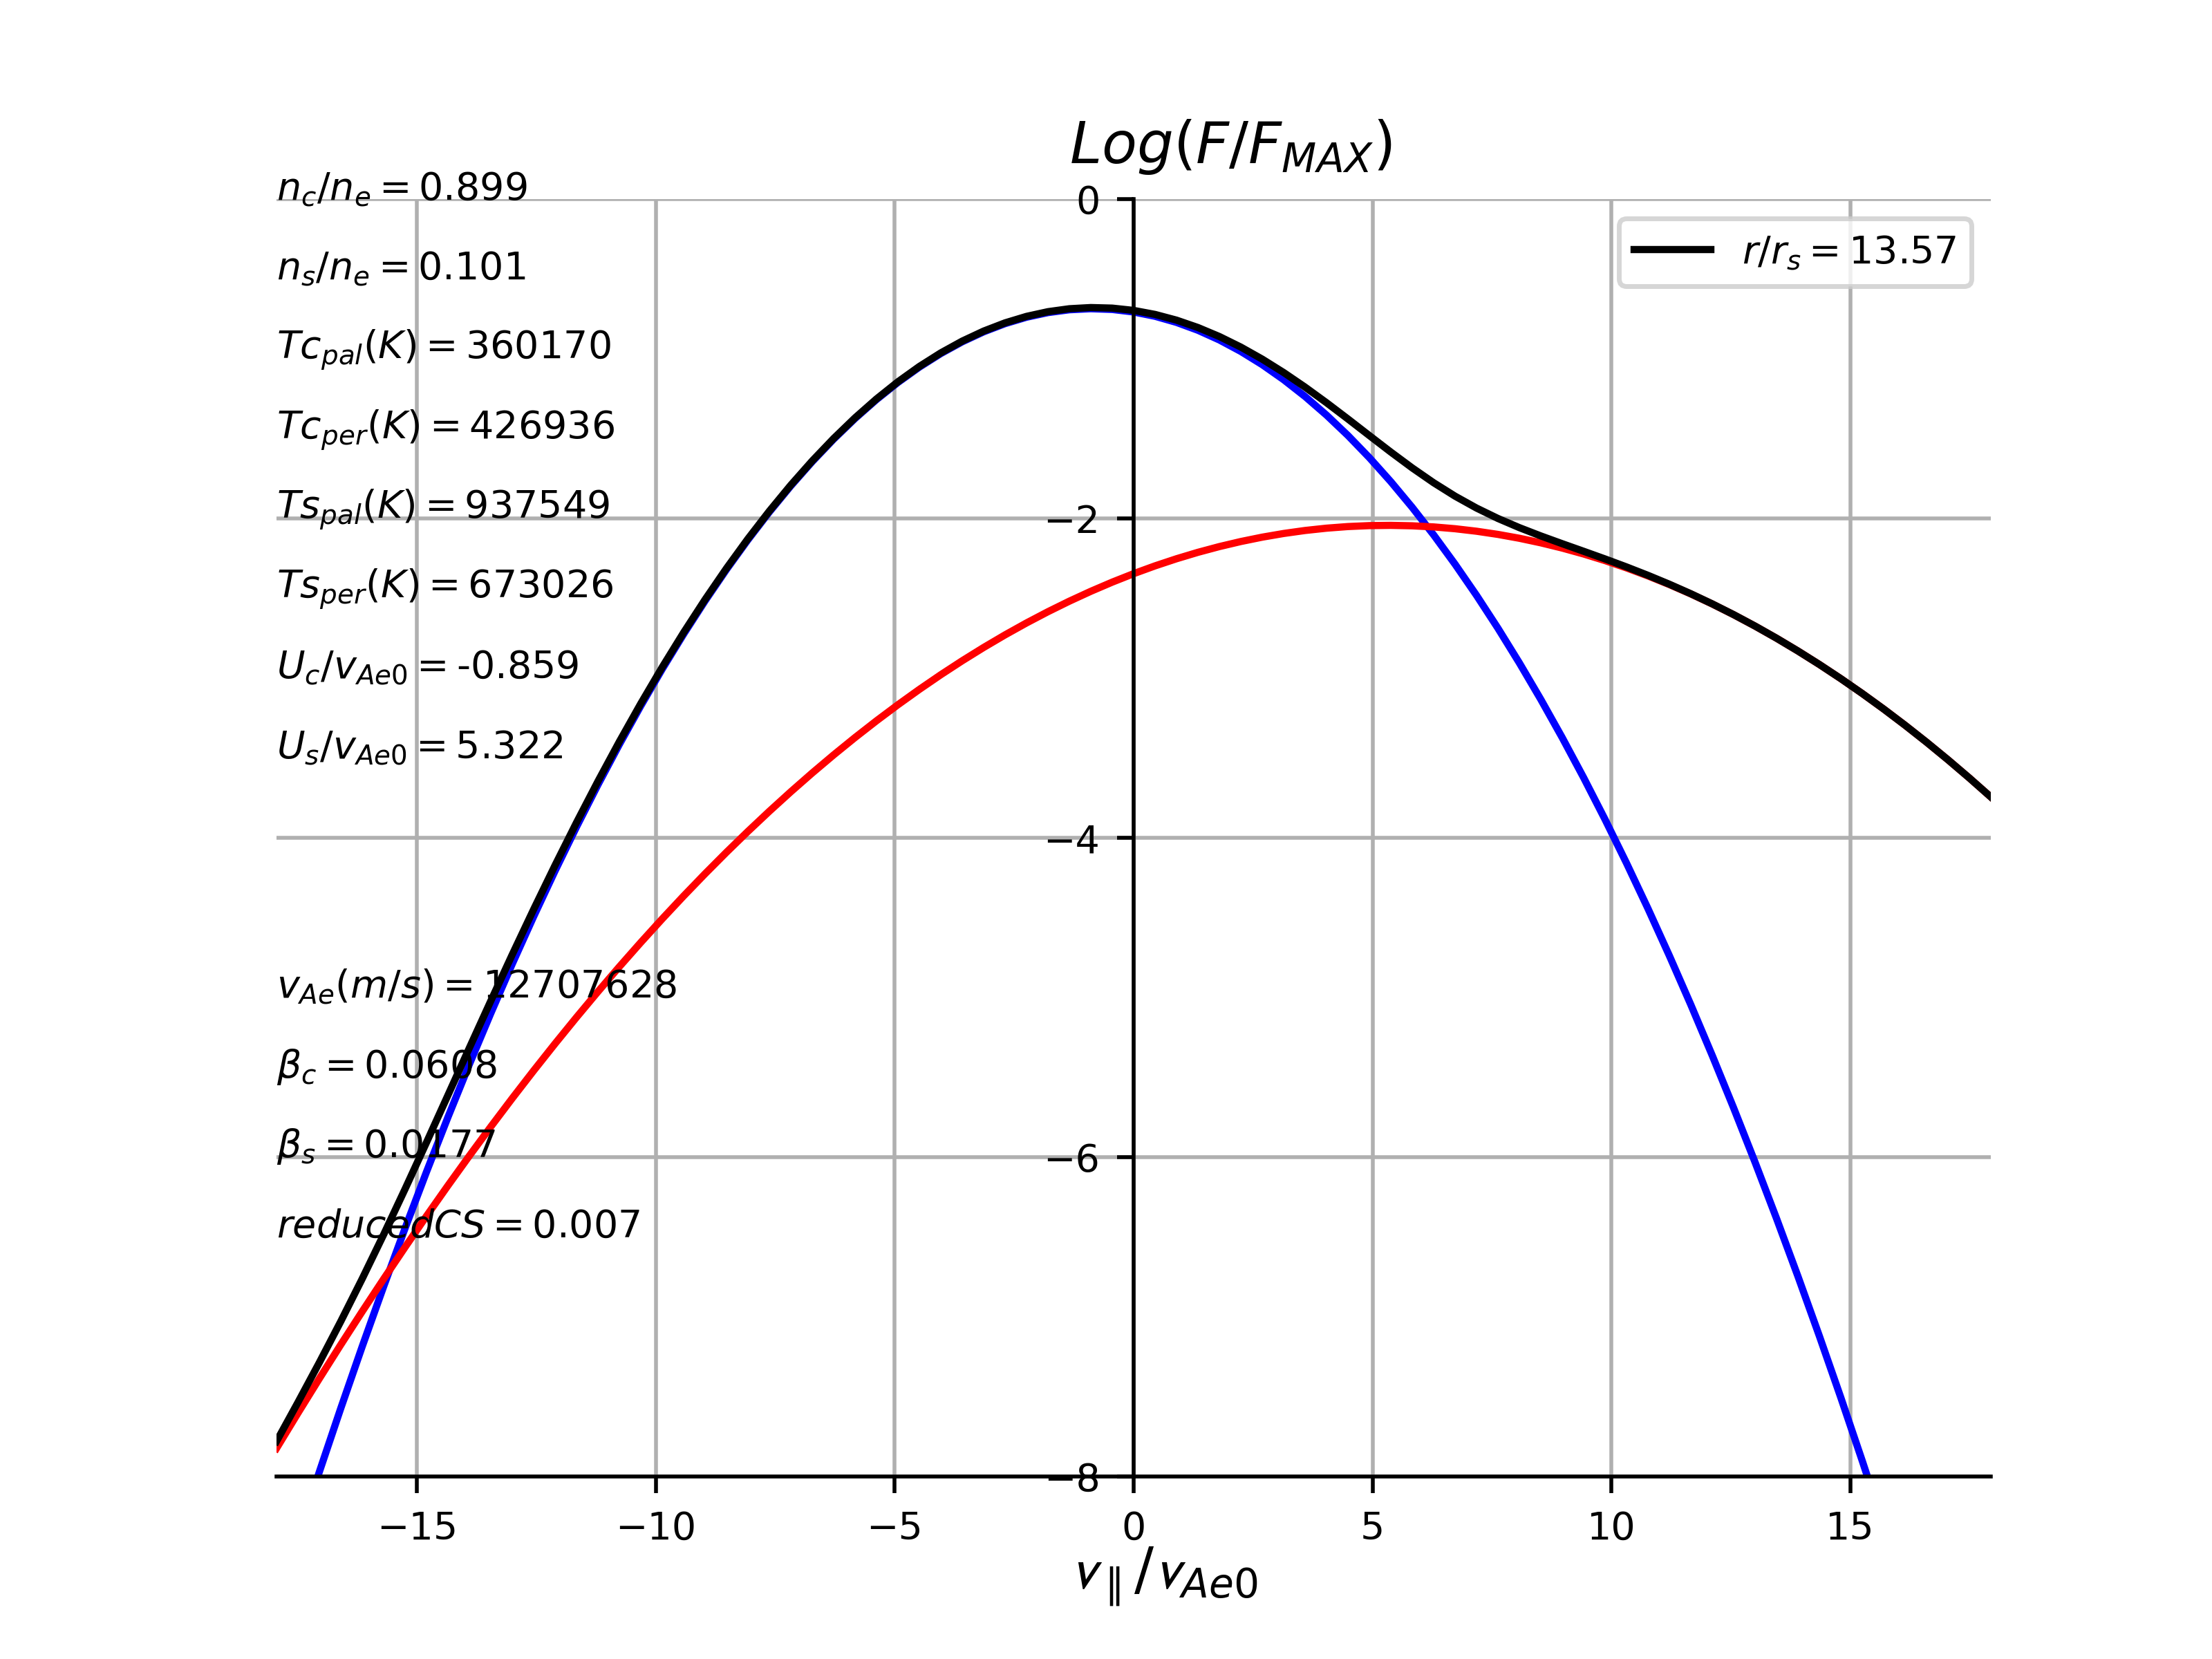 Log(F/F_MAX)
n_c/n_e = 0.899
n_s/n_e = 0.101
Tc_pal(K) = 360170
Tc_per(K) = 426936
Ts_pal(K) = 937549
Ts_per(K) = 673026
U_c/v_Ae0 = -0.859
U_s/v_Ae0 = 5.322
v_Ae(m/s) = 12707628
β_c = 0.0608
β_s = 0.0177
reducedCS = 0.007
r/r_s = 13.57
0
−2
−4
−6
−8
−15 −10 −5 0 5 10 15
v_∥/v_Ae0